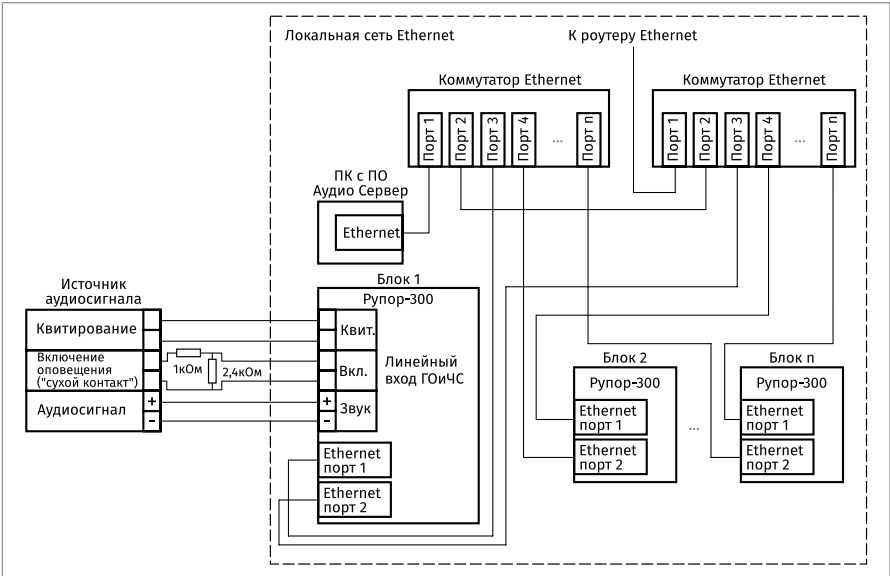 Локальная сеть Ethernet
К роутеру Ethernet
Коммутатор Ethernet
Порт 1
Порт 2
Порт 3
Порт 4
...
Порт n
Коммутатор Ethernet
Порт 1
Порт 2
Порт 3
Порт 4
...
Порт n
ПК с ПО
Аудио Сервер
Ethernet
Источник
аудиосигнала
Квитирование
Включение
оповещения
("сухой контакт")
Аудиосигнал
+
-
1кОм
2,4кОм
Блок 1
Рупор-300
Квит.
Вкл.
+
-
Звук
Линейный
вход ГОиЧС
Ethernet
порт 1
Ethernet
порт 2
Блок 2
Рупор-300
Ethernet
порт 1
Ethernet
порт 2
...
Блок n
Рупор-300
Ethernet
порт 1
Ethernet
порт 2